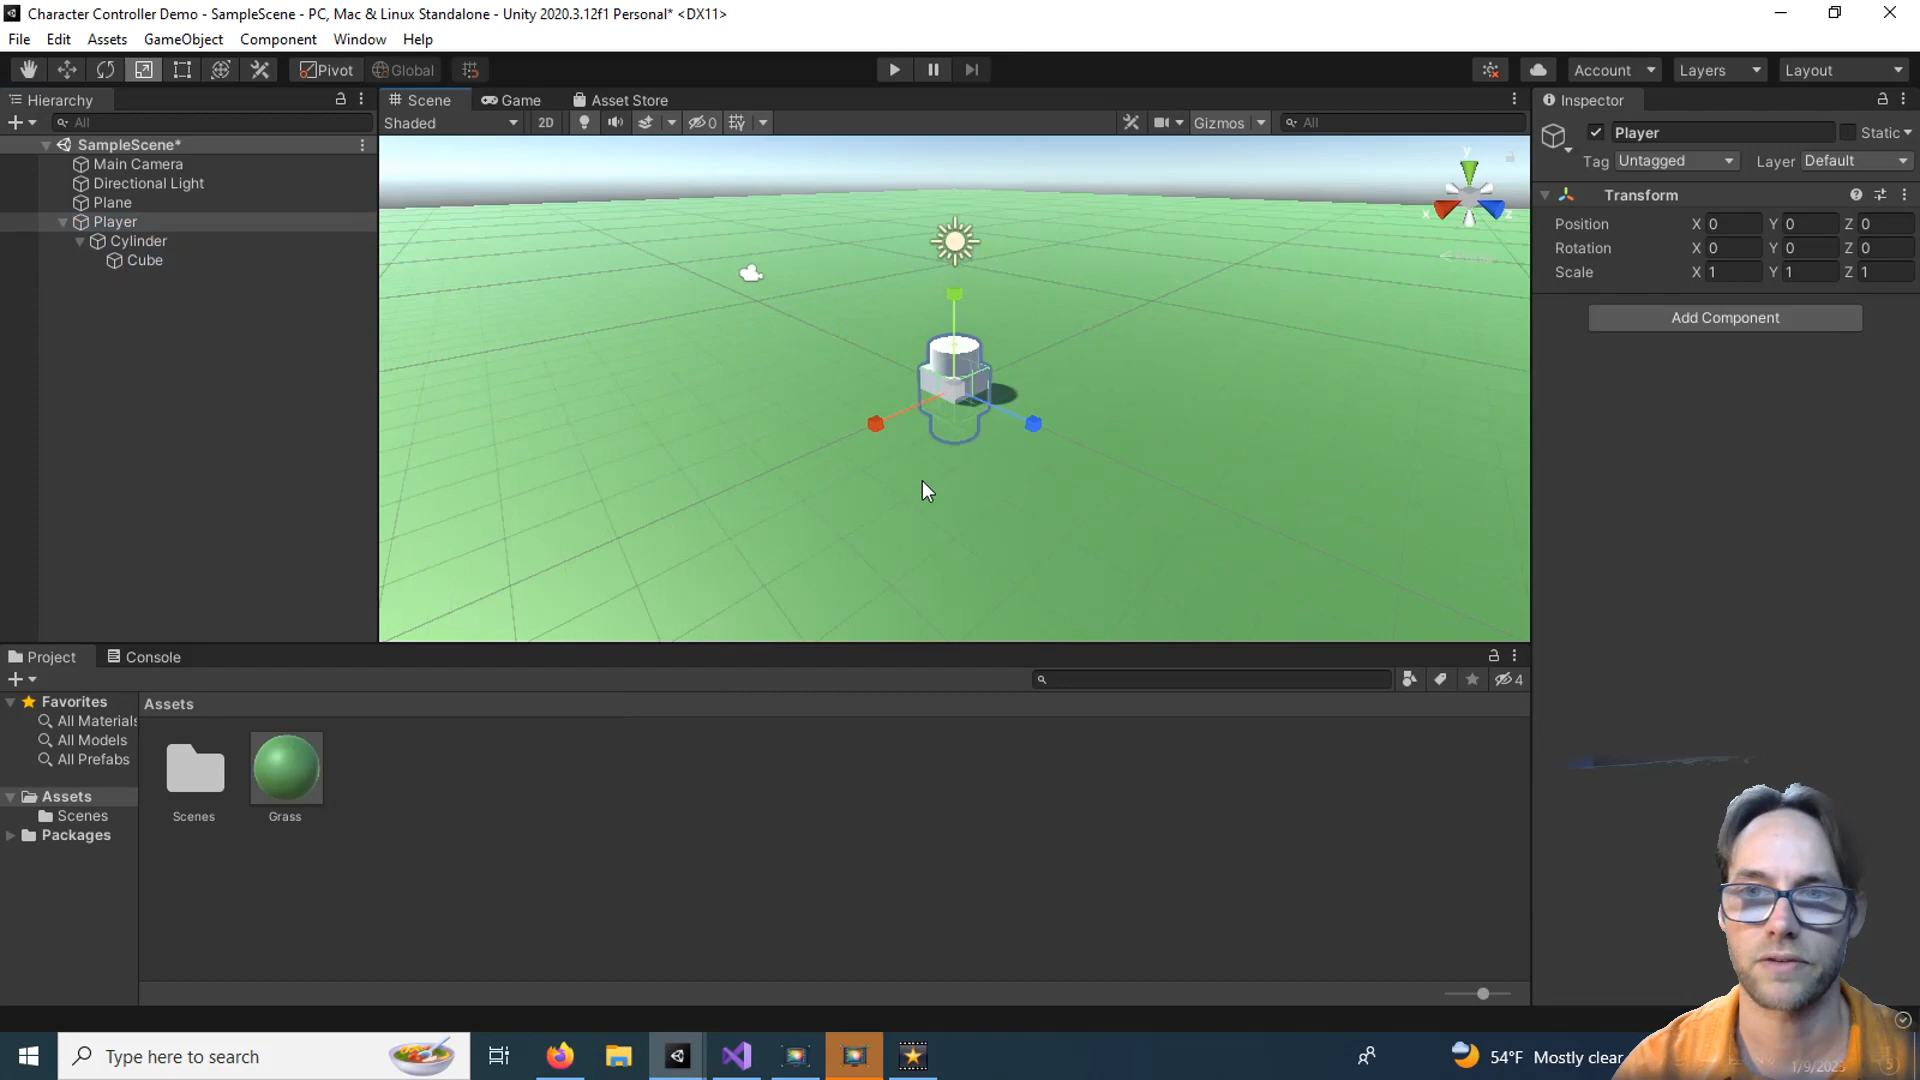 Character Controller Demo - SampleScene - PC, Mac & Linux Standalone - Unity 2020.3.12f1 Personal* <DX11>
File Edit Assets GameObject Component Window Help
Pivot Global Account Layers Layout
Hierarchy Scene Game Asset Store Inspector
All Shaded 2D 0 Gizmos All Player Static
SampleScene* Tag Untagged Layer Default
Main Camera
Directional Light
Plane
Player
Cylinder
Cube
y
x z
Transform
Position X 0 Y 0 Z 0
Rotation X 0 Y 0 Z 0
Scale X 1 Y 1 Z 1
Add Component
Project Console
4
Favorites
All Materials
All Models
All Prefabs
Assets
Scenes
Packages
Assets
Scenes Grass
Type here to search
54°F Mostly clear